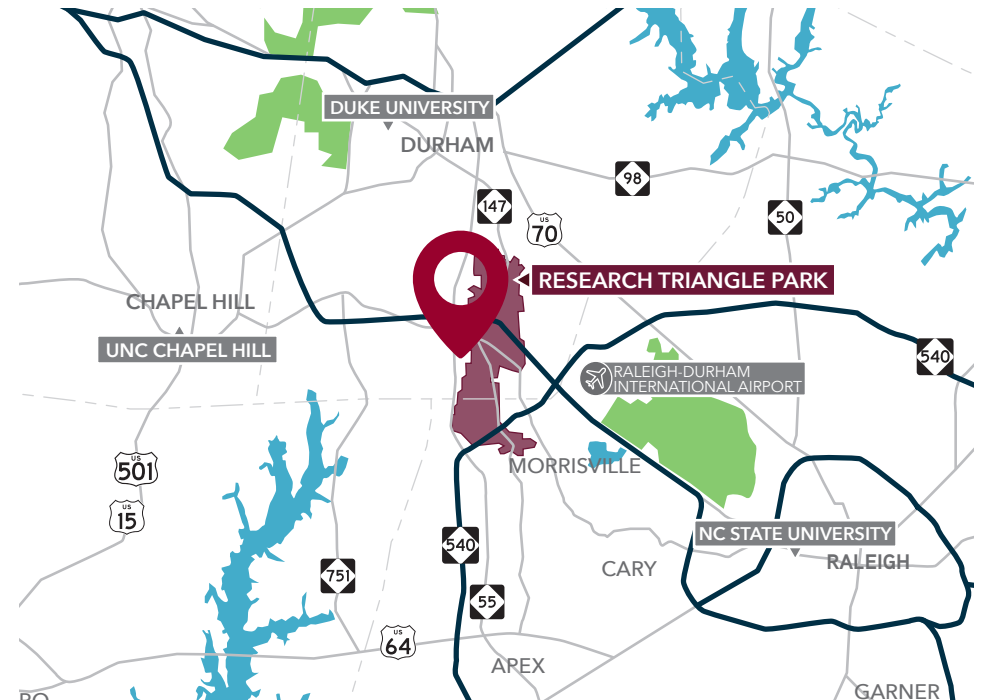 DUKE UNIVERSITY
DURHAM
98
147
50
US
70
RESEARCH TRIANGLE PARK
CHAPEL HILL
UNC CHAPEL HILL
540
RALEIGH-DURHAM
INTERNATIONAL AIRPORT
US
501
MORRISVILLE
US
15
NC STATE UNIVERSITY
540
RALEIGH
CARY
751
55
US
64
APEX
GARNER